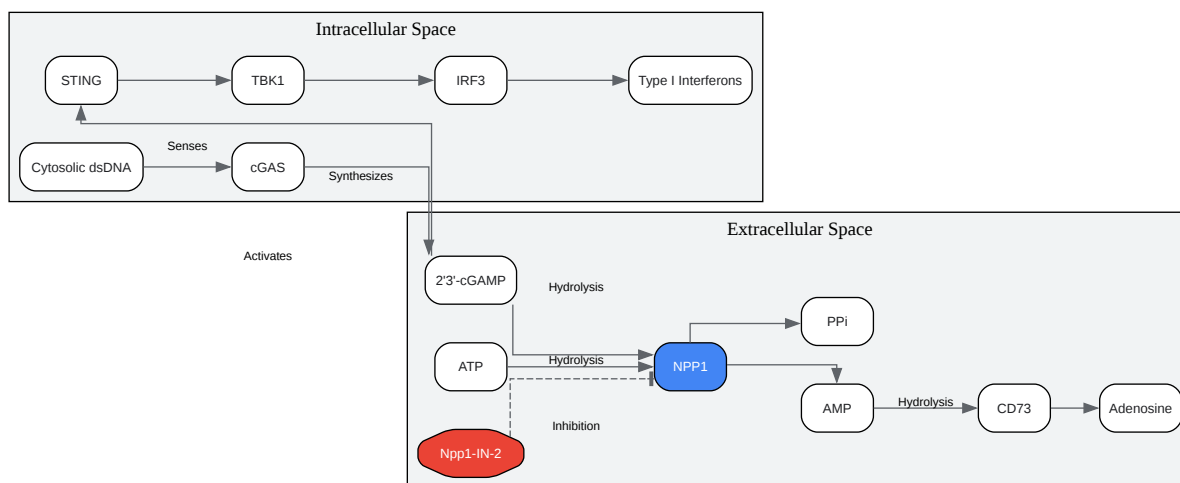 Intracellular Space
STING
TBK1
IRF3
Type I Interferons
Senses
Cytosolic dsDNA
cGAS
Synthesizes
Extracellular Space
Activates
2'3'-cGAMP
Hydrolysis
PPi
ATP
Hydrolysis
NPP1
AMP
Hydrolysis
CD73
Adenosine
Inhibition
Npp1-IN-2